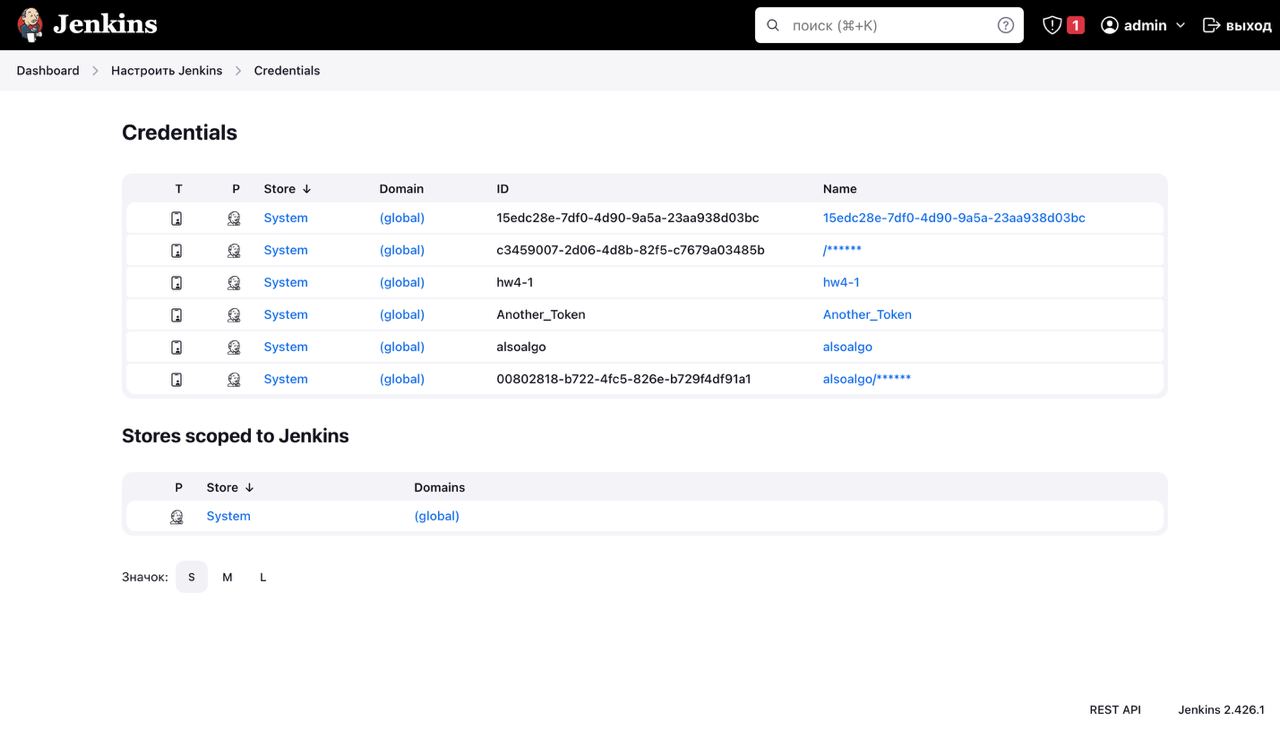 Jenkins
поиск (⌘+K)
1
admin
выход
Dashboard Настроить Jenkins Credentials
Credentials
T P Store ↓ Domain ID Name
System (global) 15edc28e-7df0-4d90-9a5a-23aa938d03bc 15edc28e-7df0-4d90-9a5a-23aa938d03bc
System (global) c3459007-2d06-4d8b-82f5-c7679a03485b /******
System (global) hw4-1 hw4-1
System (global) Another_Token Another_Token
System (global) alsoalgo alsoalgo
System (global) 00802818-b722-4fc5-826e-b729f4df91a1 alsoalgo/******
Stores scoped to Jenkins
P Store ↓ Domains
System (global)
Значок: S M L
REST API Jenkins 2.426.1